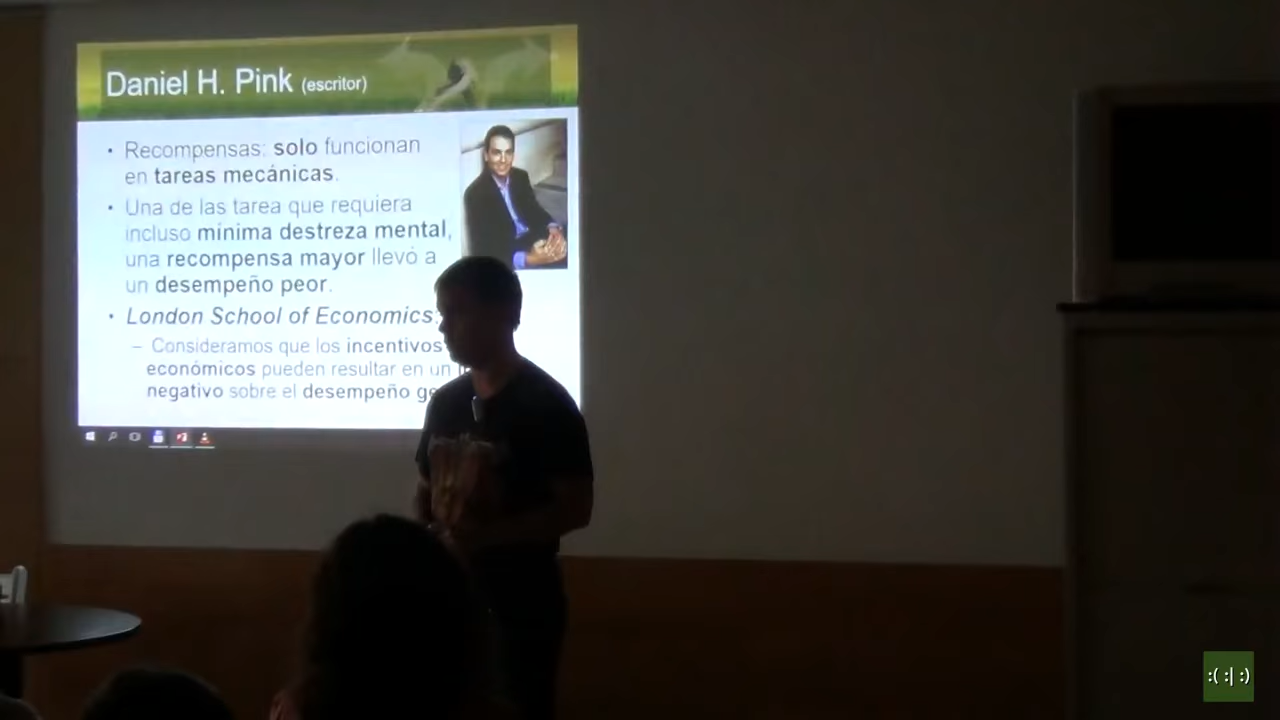 Daniel H. Pink (escritor)
• Recompensas: solo funcionan
en tareas mecánicas.
• Una de las tarea que requiera
incluso mínima destreza mental,
una recompensa mayor llevó a
un desempeño peor.
• London School of Economics:
– Consideramos que los incentivos
económicos pueden resultar en un
negativo sobre el desempeño
:( :| :)